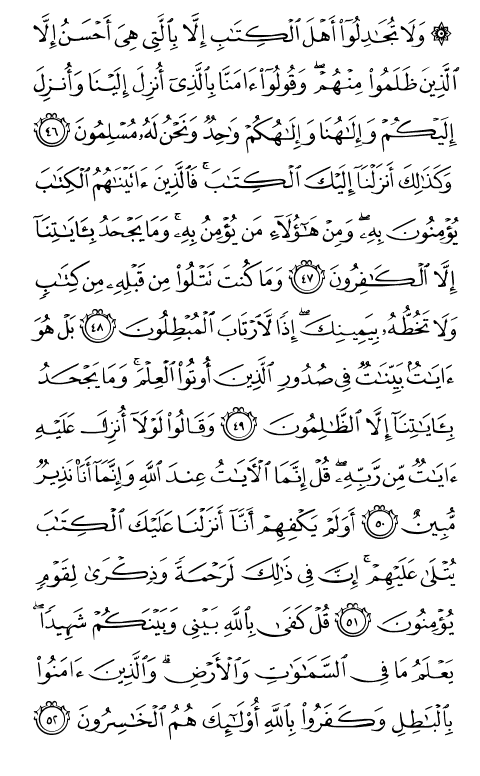 ۞ وَلَا تُجَٰدِلُوٓا۟ أَهْلَ ٱلْكِتَٰبِ إِلَّا بِٱلَّتِى هِىَ أَحْسَنُ إِلَّا
ٱلَّذِينَ ظَلَمُوا۟ مِنْهُمْ ۖ وَقُولُوٓا۟ ءَامَنَّا بِٱلَّذِىٓ أُنزِلَ إِلَيْنَا وَأُنزِلَ
إِلَيْكُمْ وَإِلَٰهُنَا وَإِلَٰهُكُمْ وَٰحِدٌ وَنَحْنُ لَهُۥ مُسْلِمُونَ ٤٦
وَكَذَٰلِكَ أَنزَلْنَآ إِلَيْكَ ٱلْكِتَٰبَ ۚ فَٱلَّذِينَ ءَاتَيْنَٰهُمُ ٱلْكِتَٰبَ
يُؤْمِنُونَ بِهِۦ ۖ وَمِنْ هَٰٓؤُلَآءِ مَن يُؤْمِنُ بِهِۦ ۚ وَمَا يَجْحَدُ بِـَٔايَٰتِنَآ
إِلَّا ٱلْكَٰفِرُونَ ٤٧ وَمَا كُنتَ تَتْلُوا۟ مِن قَبْلِهِۦ مِن كِتَٰبٍ
وَلَا تَخُطُّهُۥ بِيَمِينِكَ ۖ إِذًا لَّٱرْتَابَ ٱلْمُبْطِلُونَ ٤٨ بَلْ هُوَ
ءَايَٰتٌۢ بَيِّنَٰتٌ فِى صُدُورِ ٱلَّذِينَ أُوتُوا۟ ٱلْعِلْمَ ۚ وَمَا يَجْحَدُ
بِـَٔايَٰتِنَآ إِلَّا ٱلظَّٰلِمُونَ ٤٩ وَقَالُوا۟ لَوْلَآ أُنزِلَ عَلَيْهِ
ءَايَٰتٌ مِّن رَّبِّهِۦ ۖ قُلْ إِنَّمَا ٱلْـَٔايَٰتُ عِندَ ٱللَّهِ وَإِنَّمَآ أَنَا۠ نَذِيرٌ
مُّبِينٌ ٥٠ أَوَلَمْ يَكْفِهِمْ أَنَّآ أَنزَلْنَا عَلَيْكَ ٱلْكِتَٰبَ
يُتْلَىٰ عَلَيْهِمْ ۚ إِنَّ فِى ذَٰلِكَ لَرَحْمَةً وَذِكْرَىٰ لِقَوْمٍ
يُؤْمِنُونَ ٥١ قُلْ كَفَىٰ بِٱللَّهِ بَيْنِى وَبَيْنَكُمْ شَهِيدًا ۖ
يَعْلَمُ مَا فِى ٱلسَّمَٰوَٰتِ وَٱلْأَرْضِ ۗ وَٱلَّذِينَ ءَامَنُوا۟
بِٱلْبَٰطِلِ وَكَفَرُوا۟ بِٱللَّهِ أُو۟لَٰٓئِكَ هُمُ ٱلْخَٰسِرُونَ ٥٢